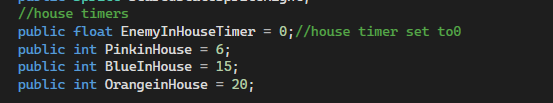 //house timers
public float EnemyInHouseTimer = 0;//house timer set to0
public int PinkinHouse = 6;
public int BlueInHouse = 15;
public int OrangeinHouse = 20;